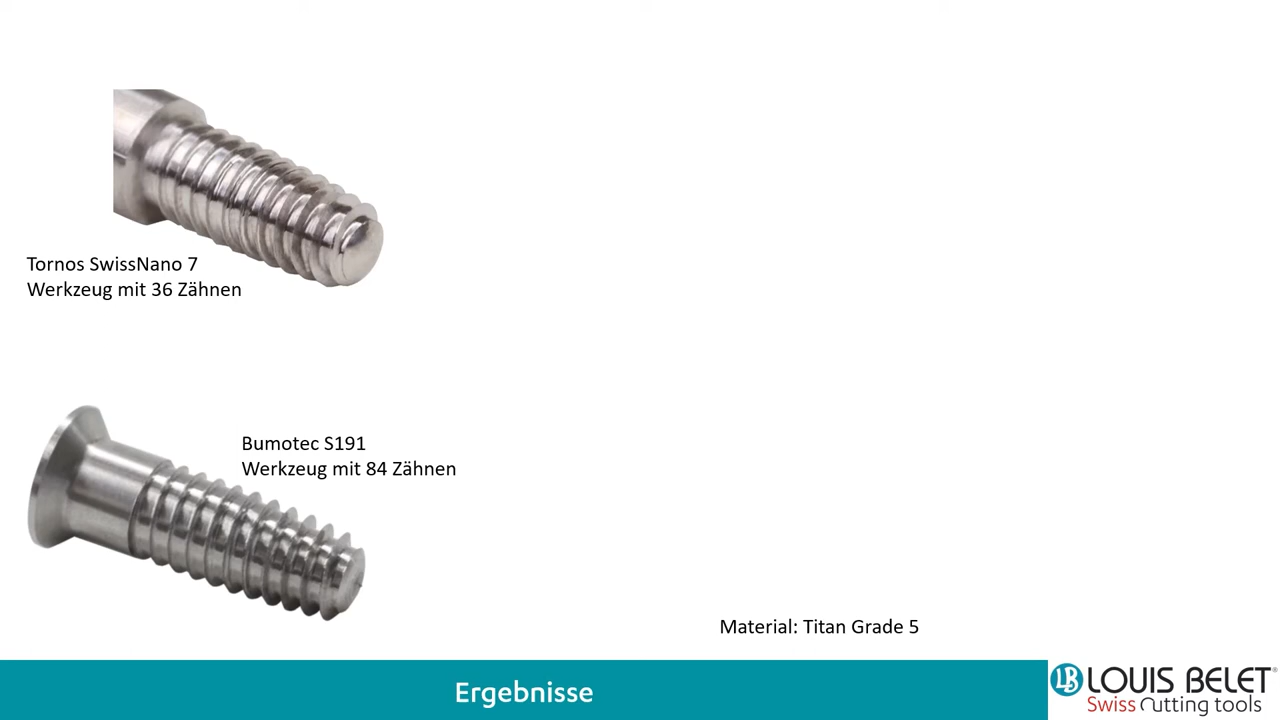 Tornos SwissNano 7
Werkzeug mit 36 Zähnen
Bumotec S191
Werkzeug mit 84 Zähnen
Material: Titan Grade 5
Ergebnisse
LB LOUIS BELET®
Swiss Cutting tools